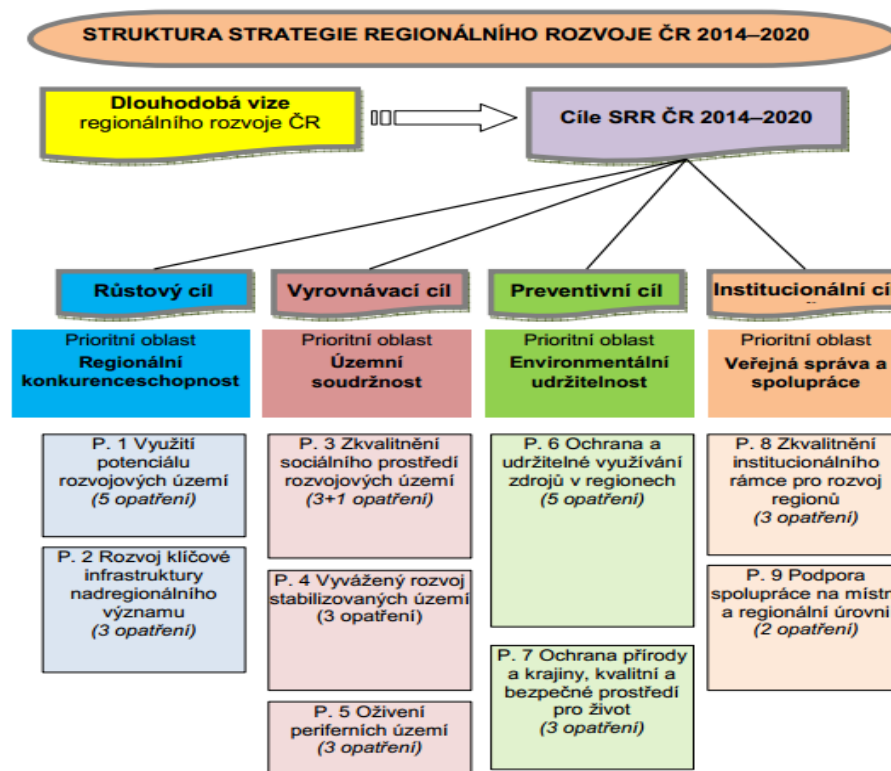 STRUKTURA STRATEGIE REGIONÁLNÍHO ROZVOJE ČR 2014–2020
Dlouhodobá vize
regionálního rozvoje ČR
Cíle SRR ČR 2014–2020
Růstový cíl
Vyrovnávací cíl
Preventivní cíl
Institucionální cí
Prioritní oblast
Regionální
konkurenceschopnost
Prioritní oblast
Územní
soudržnost
Prioritní oblast
Environmentální
udržitelnost
Prioritní oblast
Veřejná správa a
spolupráce
P. 1 Využití
potenciálu
rozvojových území
(5 opatření)
P. 2 Rozvoj klíčové
infrastruktury
nadregionálního
významu
(3 opatření)
P. 3 Zkvalitnění
sociálního prostředí
rozvojových území
(3+1 opatření)
P. 4 Vyvážený rozvoj
stabilizovaných území
(3 opatření)
P. 5 Oživení
periferních území
(3 opatření)
P. 6 Ochrana a
udržitelné využívání
zdrojů v regionech
(5 opatření)
P. 7 Ochrana přírody
a krajiny, kvalitní a
bezpečné prostředí
pro život
(3 opatření)
P. 8 Zkvalitnění
institucionálního
rámce pro rozvoj
regionů
(3 opatření)
P. 9 Podpora
spolupráce na místn
a regionální úrovni
(2 opatření)